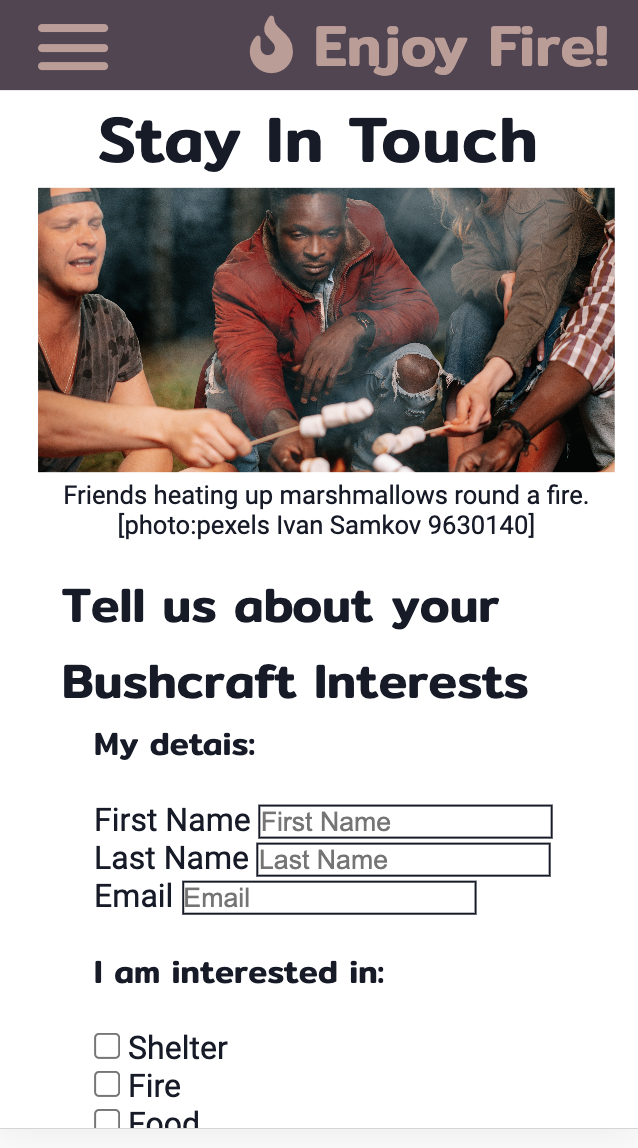 Enjoy Fire!
Stay In Touch
Friends heating up marshmallows round a fire.
[photo:pexels Ivan Samkov 9630140]
Tell us about your
Bushcraft Interests
My detais:
First Name First Name
Last Name Last Name
Email Email
I am interested in:
Shelter
Fire
Food